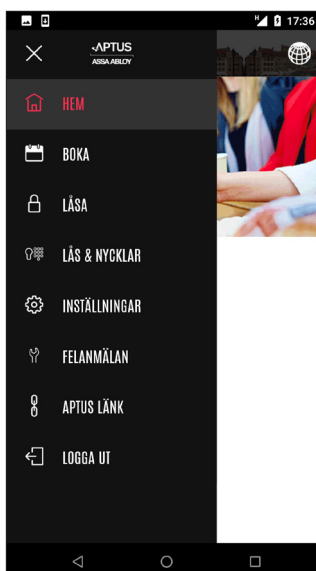 H 17:36
APTUS
ASSA ABLOY
HEM
BOKA
LÅSA
LÅS & NYCKLAR
INSTÄLLNINGAR
FELANMÄLAN
APTUS LÄNK
LOGGA UT